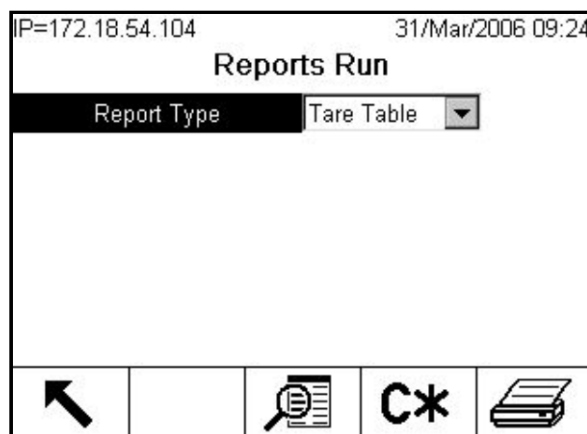 IP=172.18.54.104 31/Mar/2006 09:24
Reports Run
Report Type Tare Table
C*